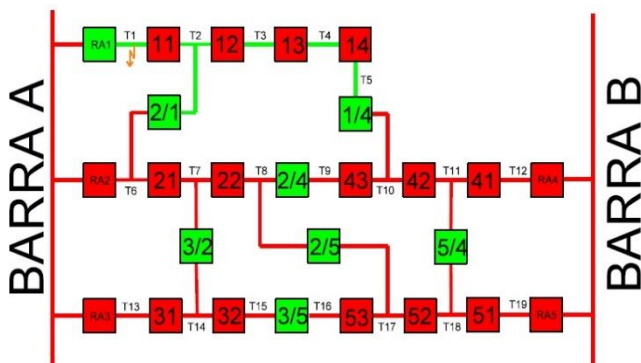 BARRA A
BARRA B
RA1 T1 11 T2 12 T3 13 T4 14
T5
2/1 1/4
RA2 T6 21 T7 22 T8 2/4 T9 43 T10 42 T11 41 T12 RA4
3/2 2/5 5/4
RA3 T13 31 T14 32 T15 3/5 T16 53 T17 52 T18 51 T19 RA5